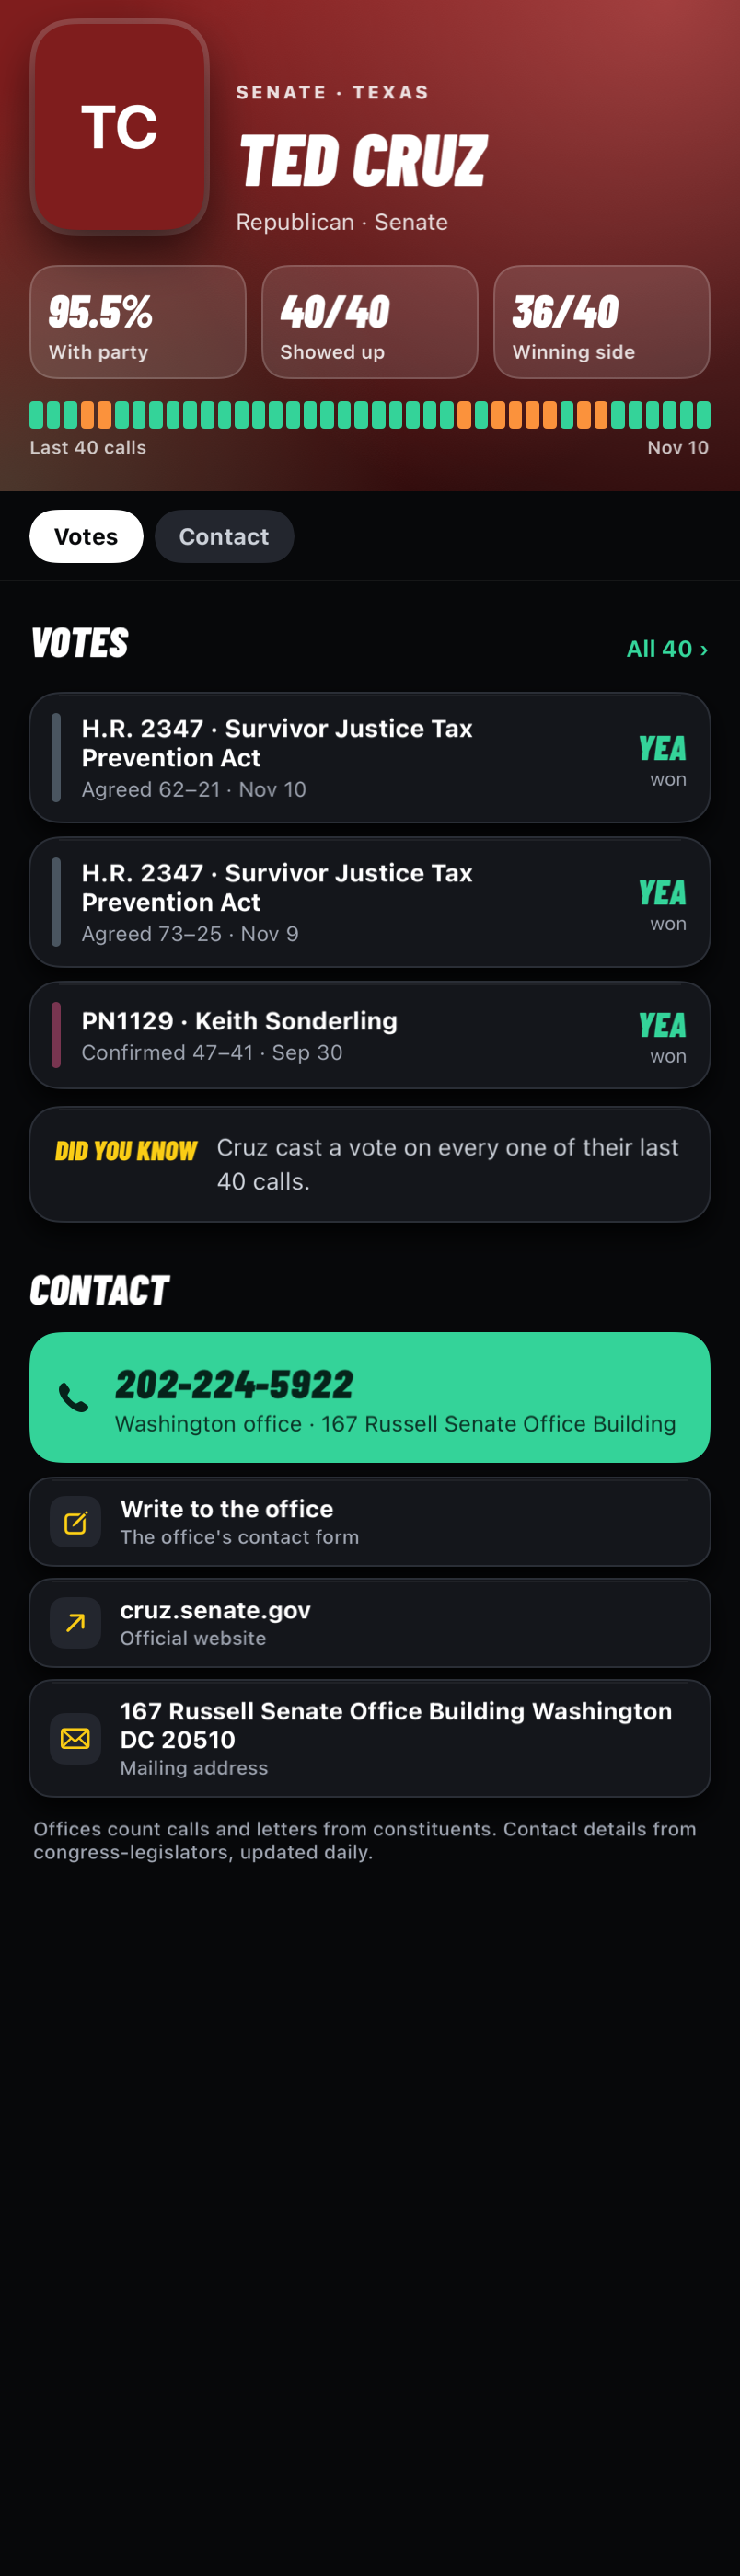 TC
SENATE · TEXAS
TED CRUZ
Republican · Senate
95.5%
With party
40/40
Showed up
36/40
Winning side
Last 40 calls
Nov 10
Votes
Contact
VOTES
All 40 ›
H.R. 2347 · Survivor Justice Tax
Prevention Act
Agreed 62–21 · Nov 10
YEA
won
H.R. 2347 · Survivor Justice Tax
Prevention Act
Agreed 73–25 · Nov 9
YEA
won
PN1129 · Keith Sonderling
Confirmed 47–41 · Sep 30
YEA
won
DID YOU KNOW
Cruz cast a vote on every one of their last
40 calls.
CONTACT
202-224-5922
Washington office · 167 Russell Senate Office Building
Write to the office
The office's contact form
cruz.senate.gov
Official website
167 Russell Senate Office Building Washington
DC 20510
Mailing address
Offices count calls and letters from constituents. Contact details from
congress-legislators, updated daily.